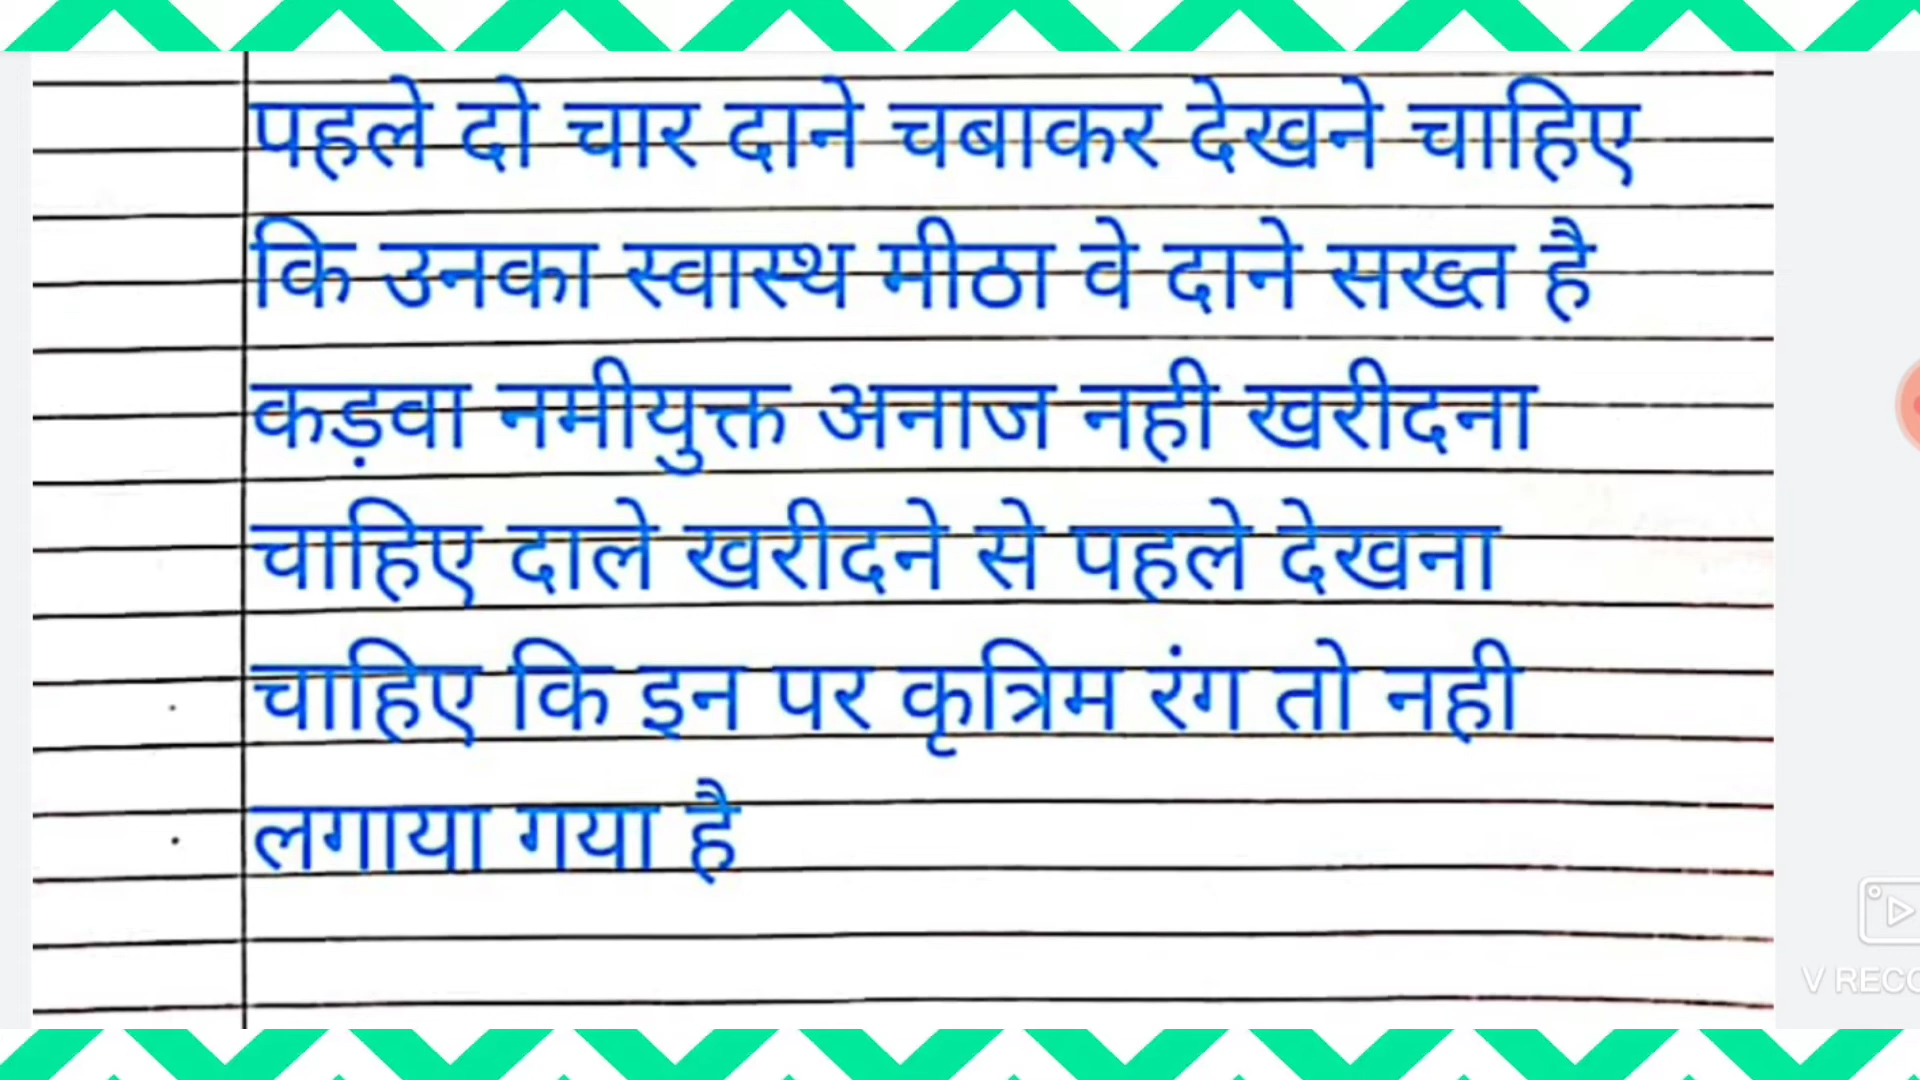 पहले दो चार दाने चबाकर देखने चाहिए
कि उनका स्वास्थ मीठा वे दाने सख्त है
कड़वा नमीयुक्त अनाज नही खरीदना
चाहिए दाले खरीदने से पहले देखना
चाहिए कि इन पर कृत्रिम रंग तो नही
लगाया गया है
V RECO